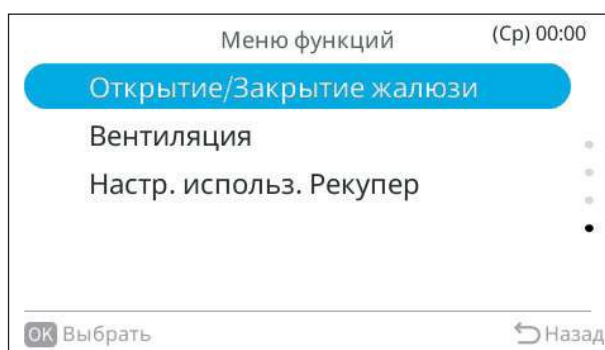 Меню функций (Ср) 00:00
Открытие/Закрытие жалюзи
Вентиляция
Настр. использ. Рекупер
OK Выбрать Назад